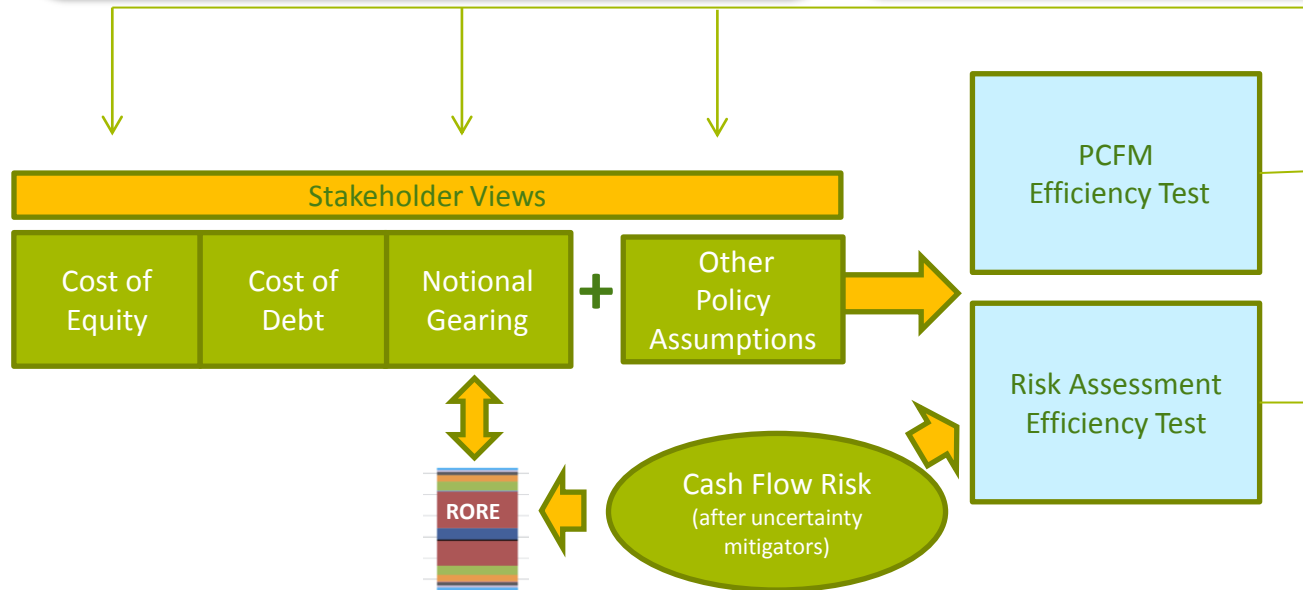 Stakeholder Views
Cost of
Equity
Cost of
Debt
Notional
Gearing
+
Other
Policy
Assumptions
PCFM
Efficiency Test
Risk Assessment
Efficiency Test
RORE
Cash Flow Risk
(after uncertainty
mitigators)